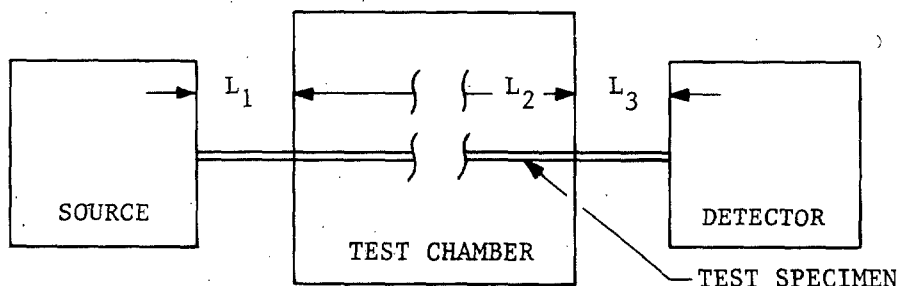 L1
L2
L3
SOURCE
DETECTOR
TEST CHAMBER
TEST SPECIMEN